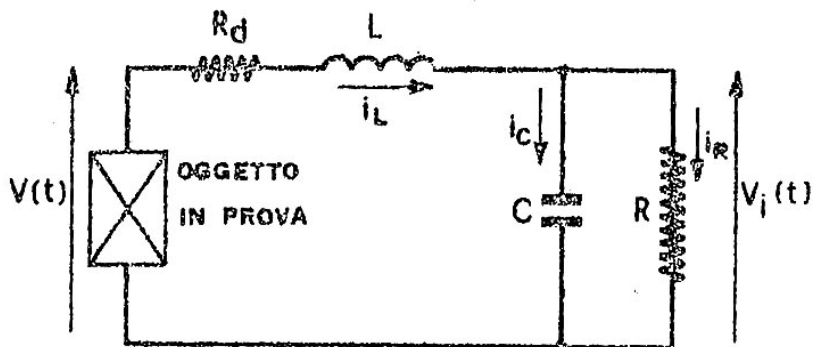 Rd
L
iL
iC
iR
V(t)
OGGETTO
IN PROVA
C
R
Vi(t)